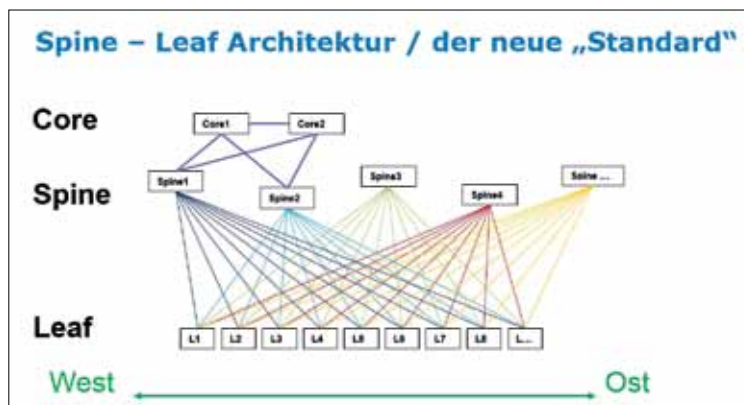 Spine – Leaf Architektur / der neue „Standard“
Core
Core1
Core2
Spine
Spine1
Spine2
Spine3
Spine4
Spine ...
Leaf
L1
L2
L3
L4
L5
L6
L7
L8
L...
West
Ost